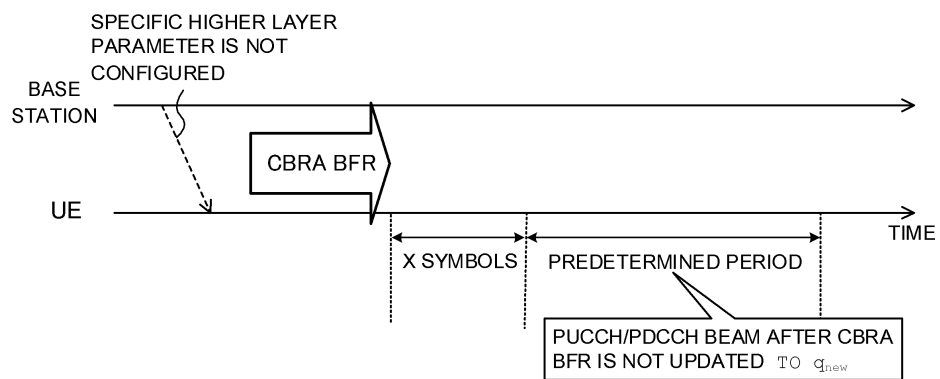 SPECIFIC HIGHER LAYER
PARAMETER IS NOT
CONFIGURED
BASE
STATION
CBRA BFR
UE
TIME
X SYMBOLS
PREDETERMINED PERIOD
PUCCH/PDCCH BEAM AFTER CBRA
BFR IS NOT UPDATED TO qnew